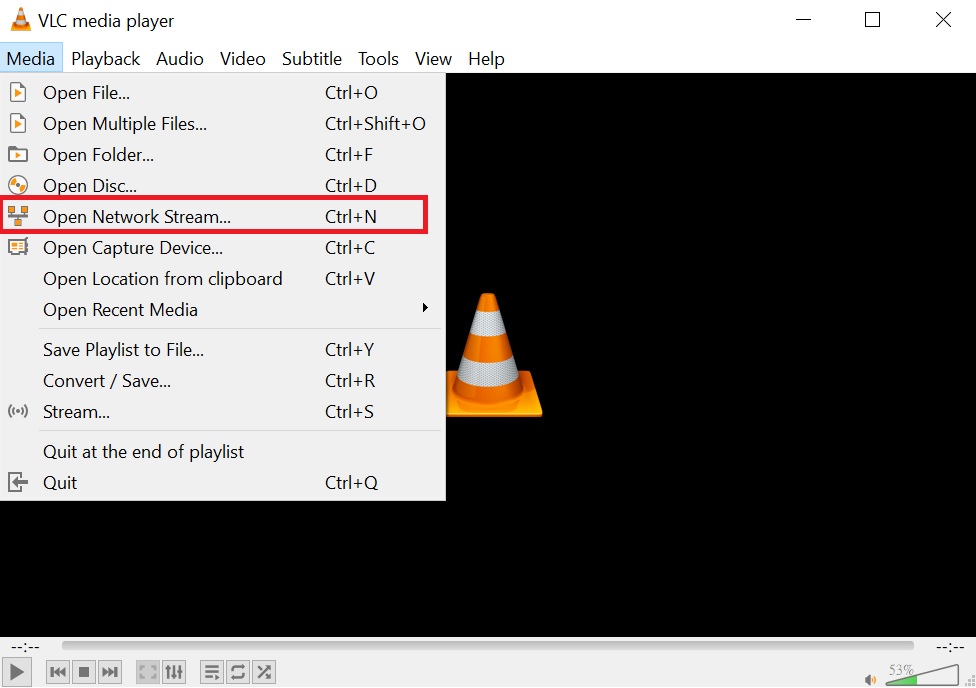 VLC media player
Media Playback Audio Video Subtitle Tools View Help
Open File... Ctrl+O
Open Multiple Files... Ctrl+Shift+O
Open Folder... Ctrl+F
Open Disc... Ctrl+D
Open Network Stream... Ctrl+N
Open Capture Device... Ctrl+C
Open Location from clipboard Ctrl+V
Open Recent Media
Save Playlist to File... Ctrl+Y
Convert / Save... Ctrl+R
Stream... Ctrl+S
Quit at the end of playlist
Quit Ctrl+Q
--:-- --:--
53%